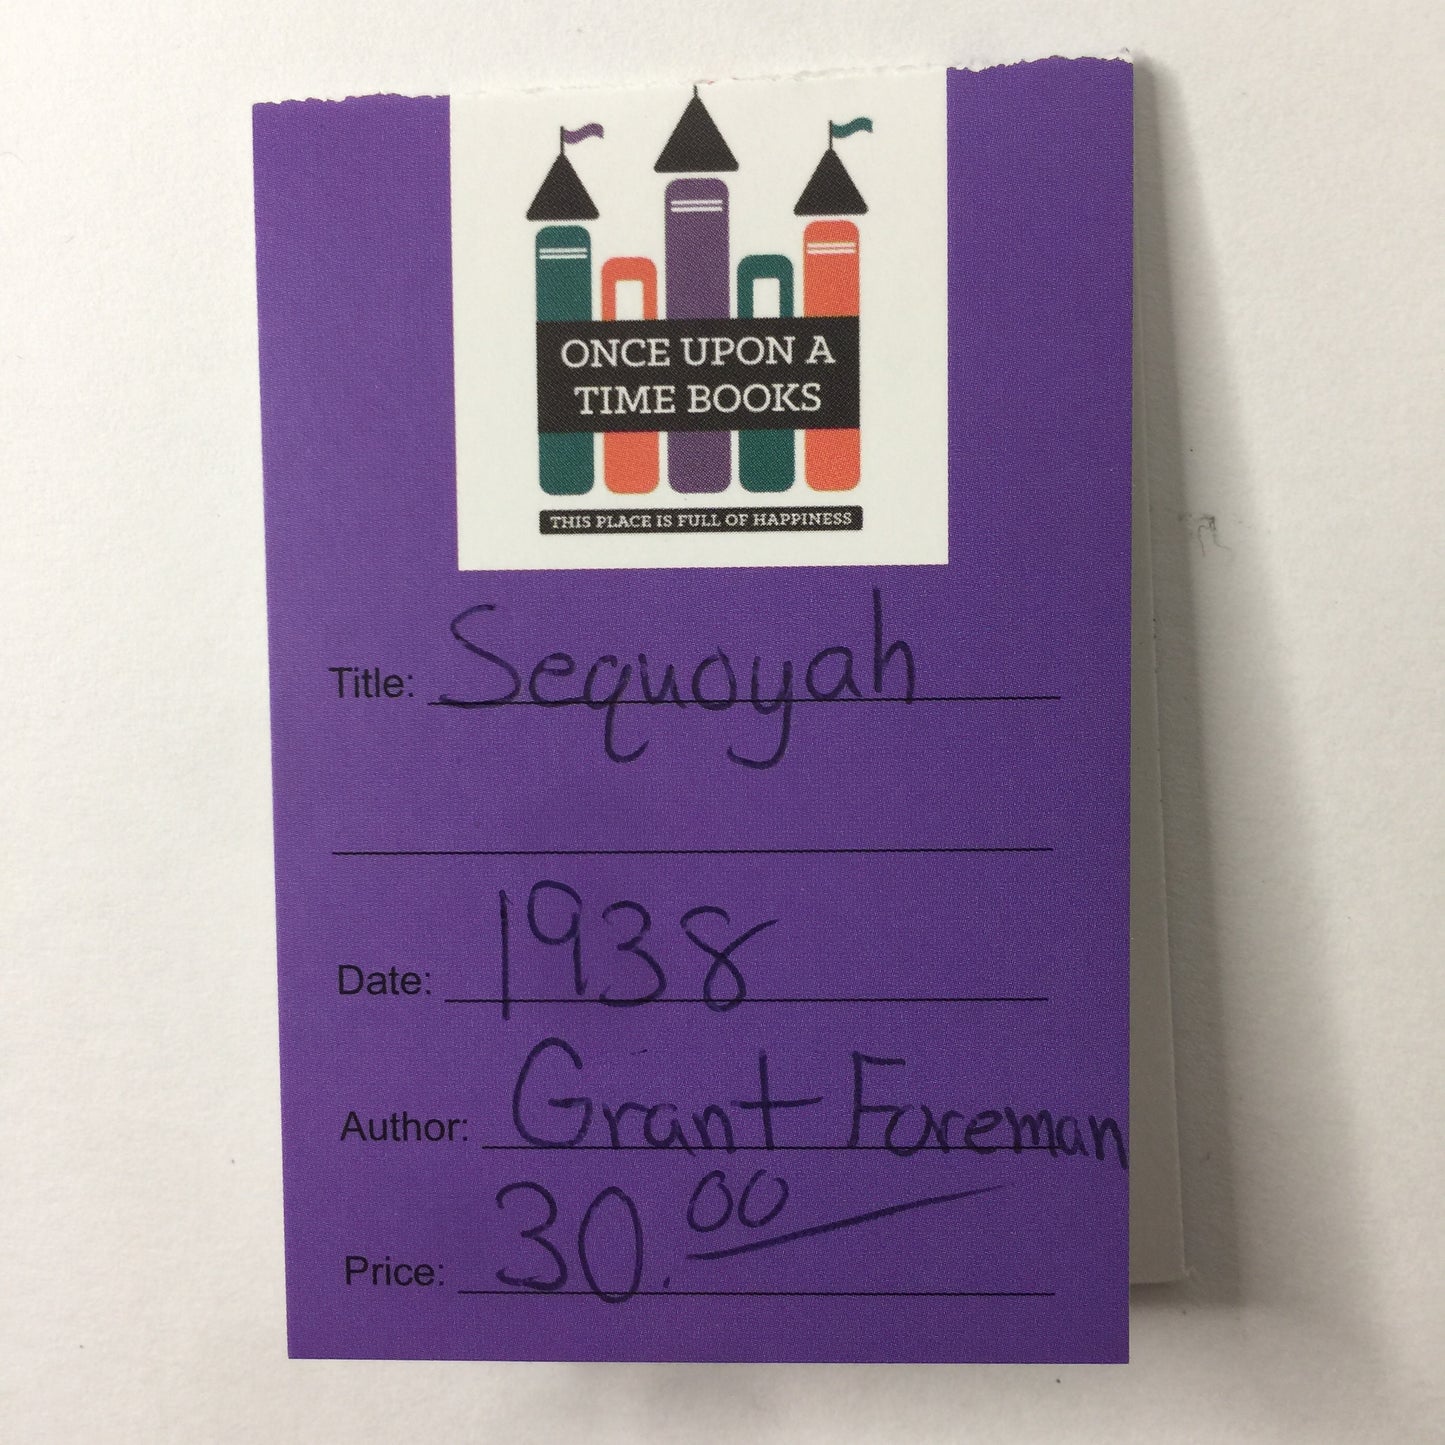 ONCE UPON A
TIME BOOKS
THIS PLACE IS FULL OF HAPPINESS
Title: Sequoyah
Date: 1938
Author: Grant Foreman
Price: 30.00